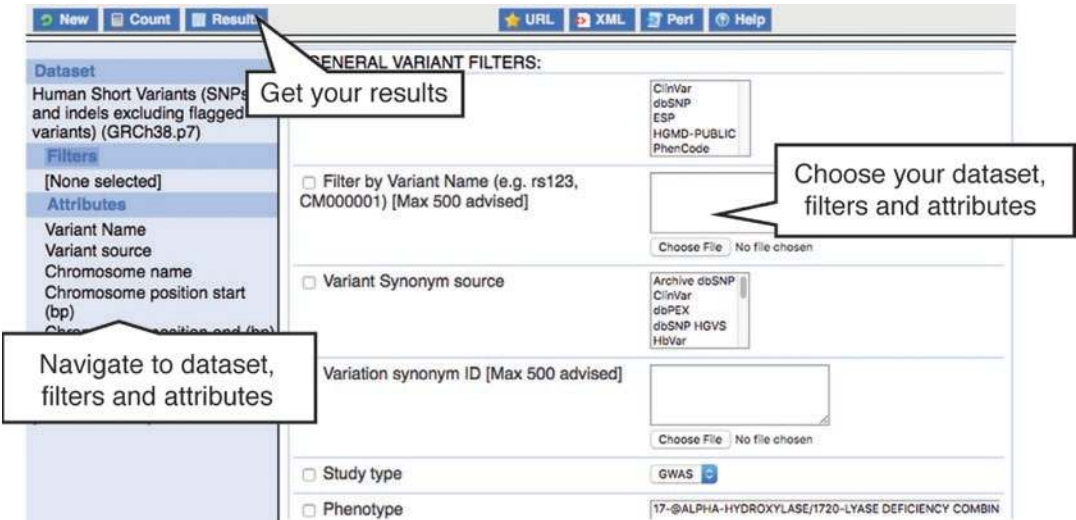 New Count Result
URL XML Perl Help
Dataset
Human Short Variants (SNPs
and indels excluding flagged
variants) (GRCh38.p7)
Filters
[None selected]
Attributes
Variant Name
Variant source
Chromosome name
Chromosome position start
(bp)
Navigate to dataset,
filters and attributes
Get your results
GENERAL VARIANT FILTERS:
ClinVar
dbSNP
ESP
HGMD-PUBLIC
PhenCode
Filter by Variant Name (e.g. rs123,
CM000001) [Max 500 advised]
Choose File No file chosen
Choose your dataset,
filters and attributes
Variant Synonym source
Archive dbSNP
ClinVar
dbPEX
dbSNP HGVS
HbVar
Variation synonym ID [Max 500 advised]
Choose File No file chosen
Study type
GWAS
Phenotype
17-@ALPHA-HYDROXYLASE/1720-LYASE DEFICIENCY COMBIN